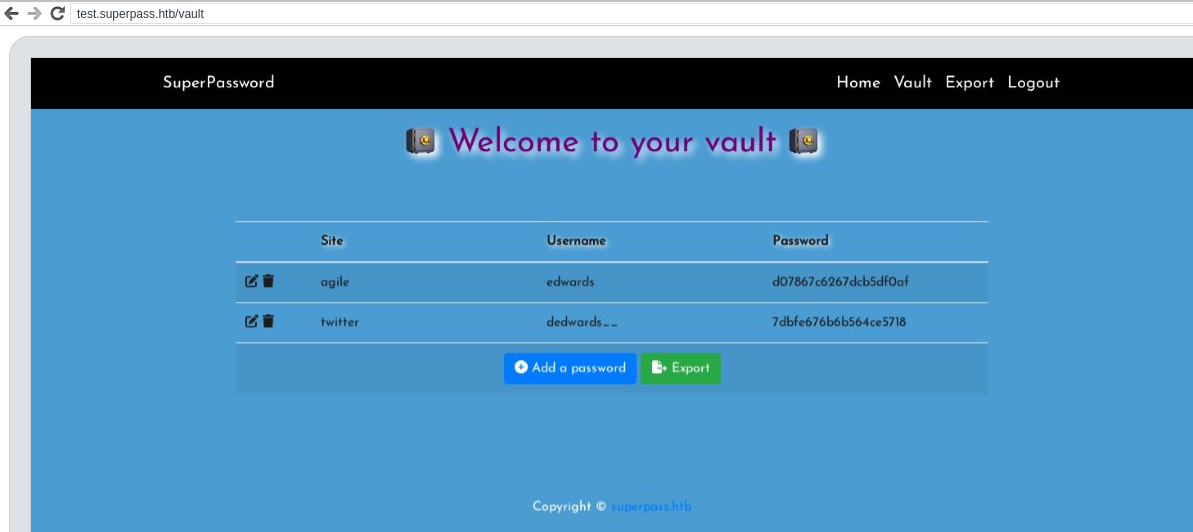 test.superpass.htb/vault
SuperPassword Home Vault Export Logout
Welcome to your vault
Site Username Password
agile edwards d07867c6267dcb5df0af
twitter dedwards__ 7dbfe676b6b564ce5718
Add a password Export
Copyright © superpass.htb